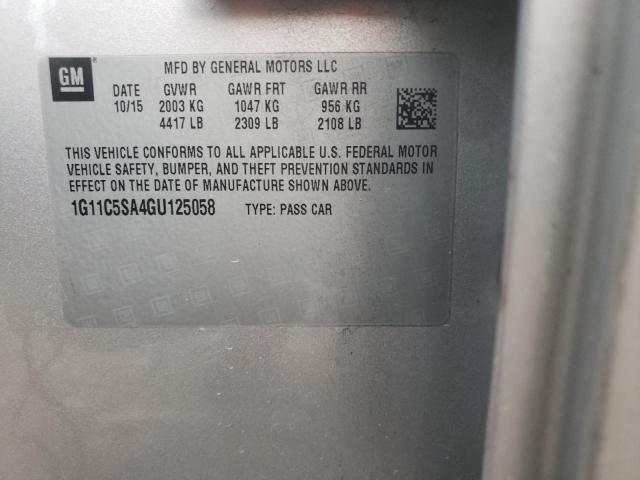 GM
MFD BY GENERAL MOTORS LLC
DATE GVWR GAWR FRT GAWR RR
10/15 2003 KG 1047 KG 956 KG
4417 LB 2309 LB 2108 LB
THIS VEHICLE CONFORMS TO ALL APPLICABLE U.S. FEDERAL MOTOR
VEHICLE SAFETY, BUMPER, AND THEFT PREVENTION STANDARDS IN
EFFECT ON THE DATE OF MANUFACTURE SHOWN ABOVE.
1G11C5SA4GU125058 TYPE: PASS CAR